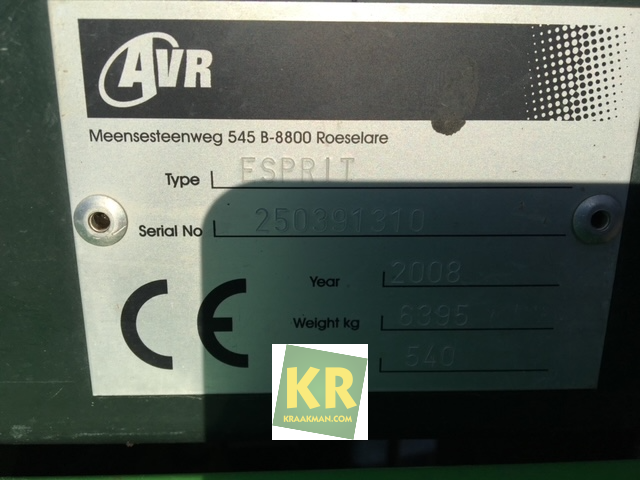 AVR
Meensesteenweg 545 B-8800 Roeselare
Type ESPRIT
Serial No 250391310
Year 2008
Weight kg 6395
540
CE
KR
KRAAKMAN.COM